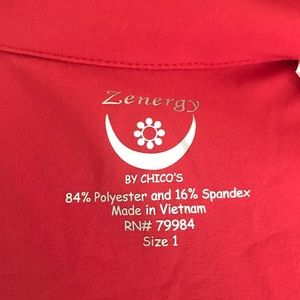 Zenergy
BY CHICO'S
84% Polyester and 16% Spandex
Made in Vietnam
RN# 79984
Size 1